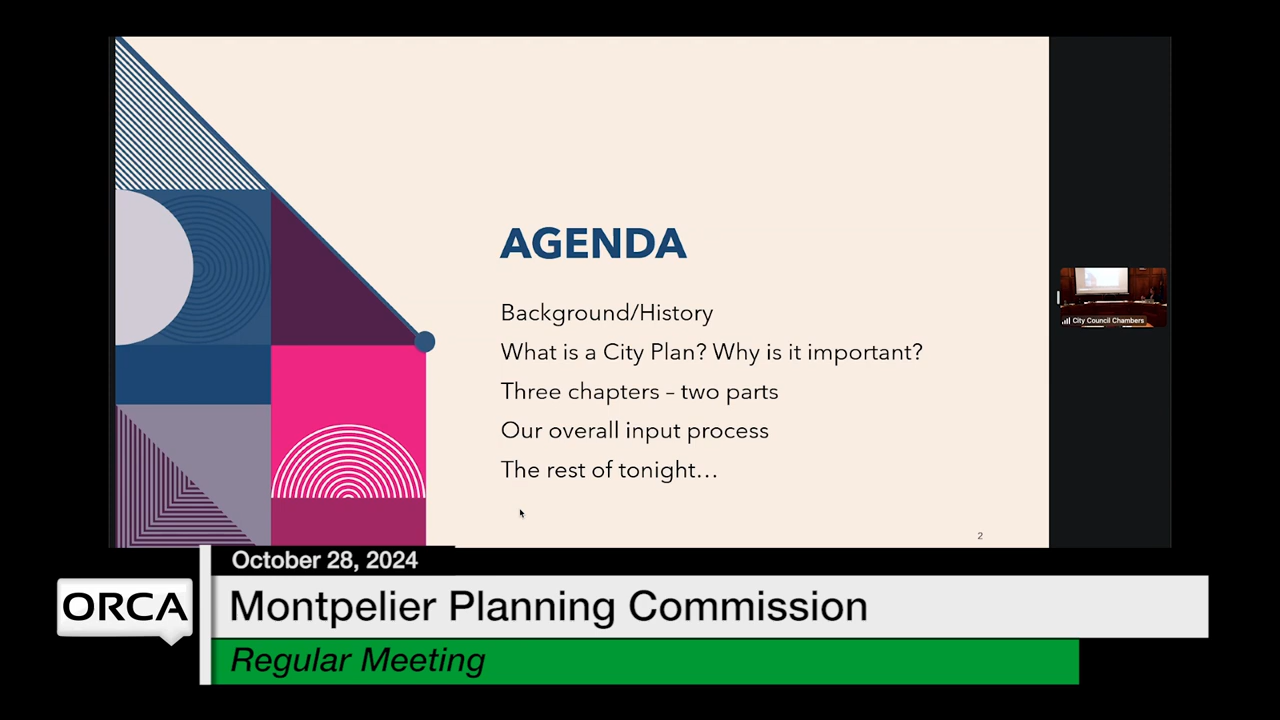 AGENDA
Background/History
What is a City Plan? Why is it important?
Three chapters – two parts
Our overall input process
The rest of tonight…
2
City Council Chambers
October 28, 2024
ORCA
Montpelier Planning Commission
Regular Meeting